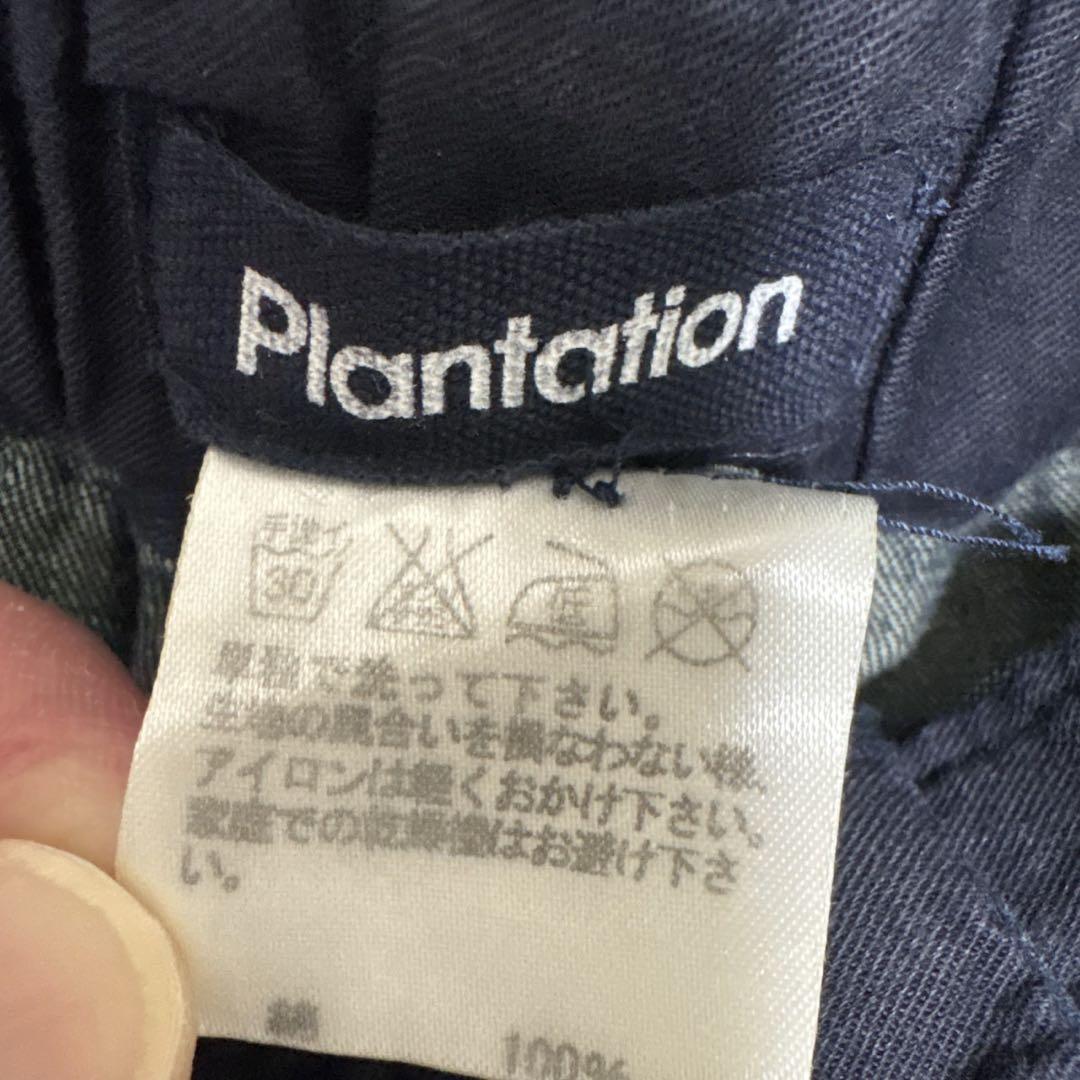 Plantation
手洗イ
30
低
単独で洗って下さい。
生地の風合いを損なわない様、
アイロンは軽くおかけ下さい。
家庭での乾燥機はお避け下さ
い。
綿 100%